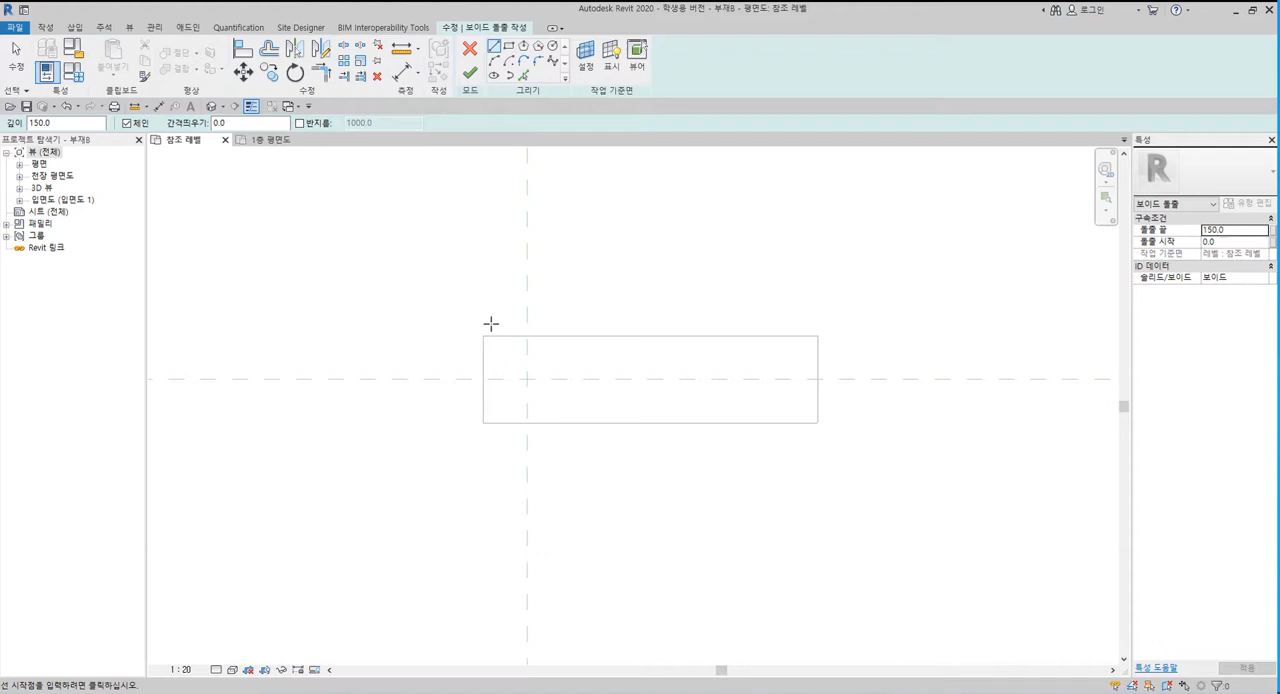 Autodesk Revit 2020 - 학생용 버전 - 부재B - 평면도: 참조 레벨
로그인
파일 작성 삽입 주석 뷰 관리 애드인 Quantification Site Designer BIM Interoperability Tools 수정 | 보이드 돌출 작성
수정 붙여넣기 절단 결합 설정 표시 뷰어
선택 특성 클립보드 형상 수정 측정 작성 모드 그리기 작업 기준면
깊이 150.0 체인 간격띄우기: 0.0 반지름: 1000.0
프로젝트 탐색기 - 부재B
뷰 (전체)
평면
천장 평면도
3D 뷰
입면도 (입면도 1)
시트 (전체)
패밀리
그룹
Revit 링크
참조 레벨 1층 평면도
2D
특성
R
보이드 돌출 유형 편집
구속조건
돌출 끝 150.0
돌출 시작 0.0
작업 기준면 레벨 : 참조 레벨
ID 데이터
솔리드/보이드 보이드
특성 도움말 적용
1 : 20
선 시작점을 입력하려면 클릭하십시오.
:0